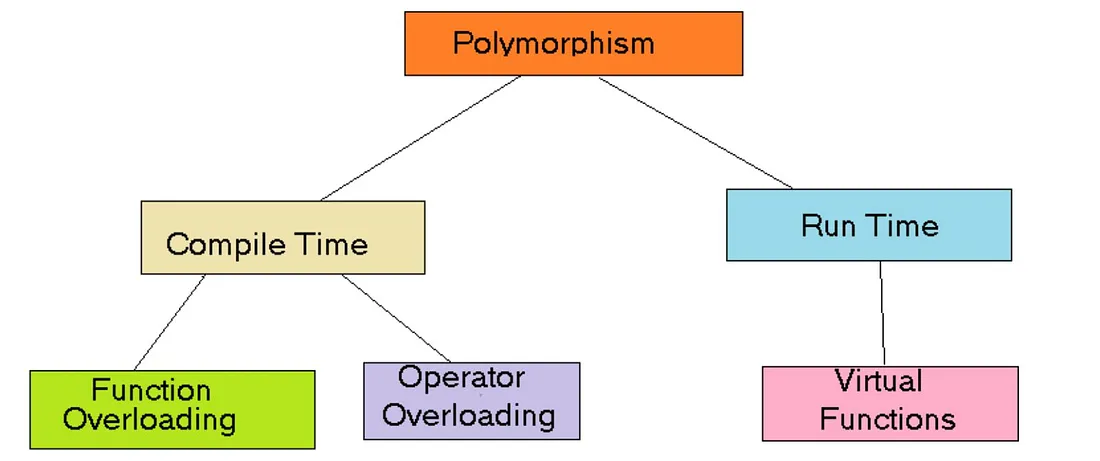 Polymorphism
Compile Time
Run Time
Function
Overloading
Operator
Overloading
Virtual
Functions